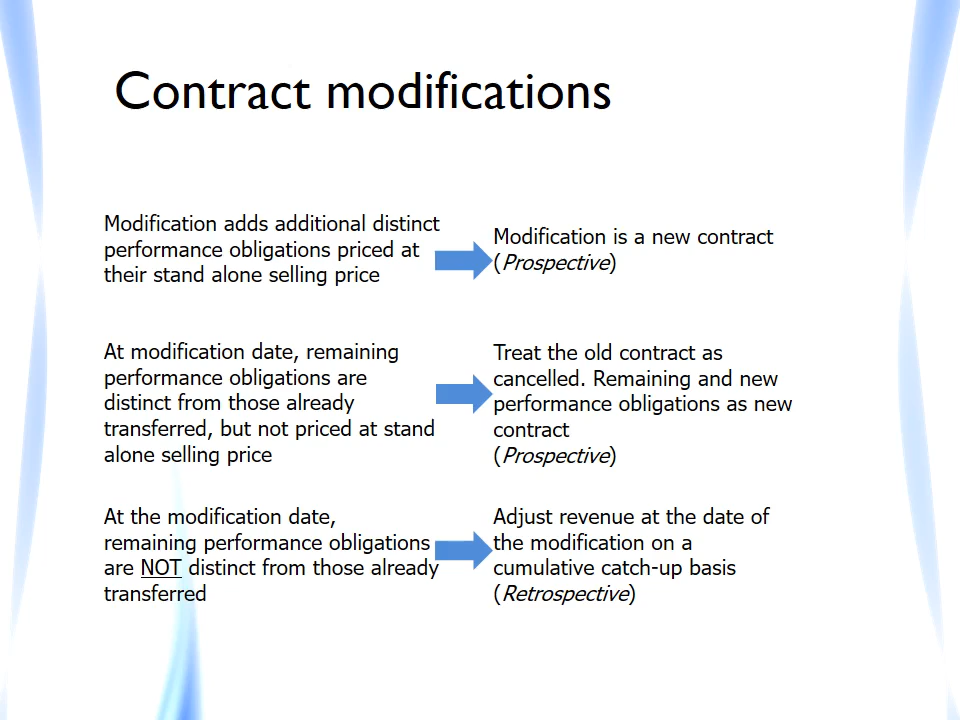 Contract modifications
Modification adds additional distinct
performance obligations priced at
their stand alone selling price
Modification is a new contract
(Prospective)
At modification date, remaining
performance obligations are
distinct from those already
transferred, but not priced at stand
alone selling price
Treat the old contract as
cancelled. Remaining and new
performance obligations as new
contract
(Prospective)
At the modification date,
remaining performance obligations
are NOT distinct from those already
transferred
Adjust revenue at the date of
the modification on a
cumulative catch-up basis
(Retrospective)